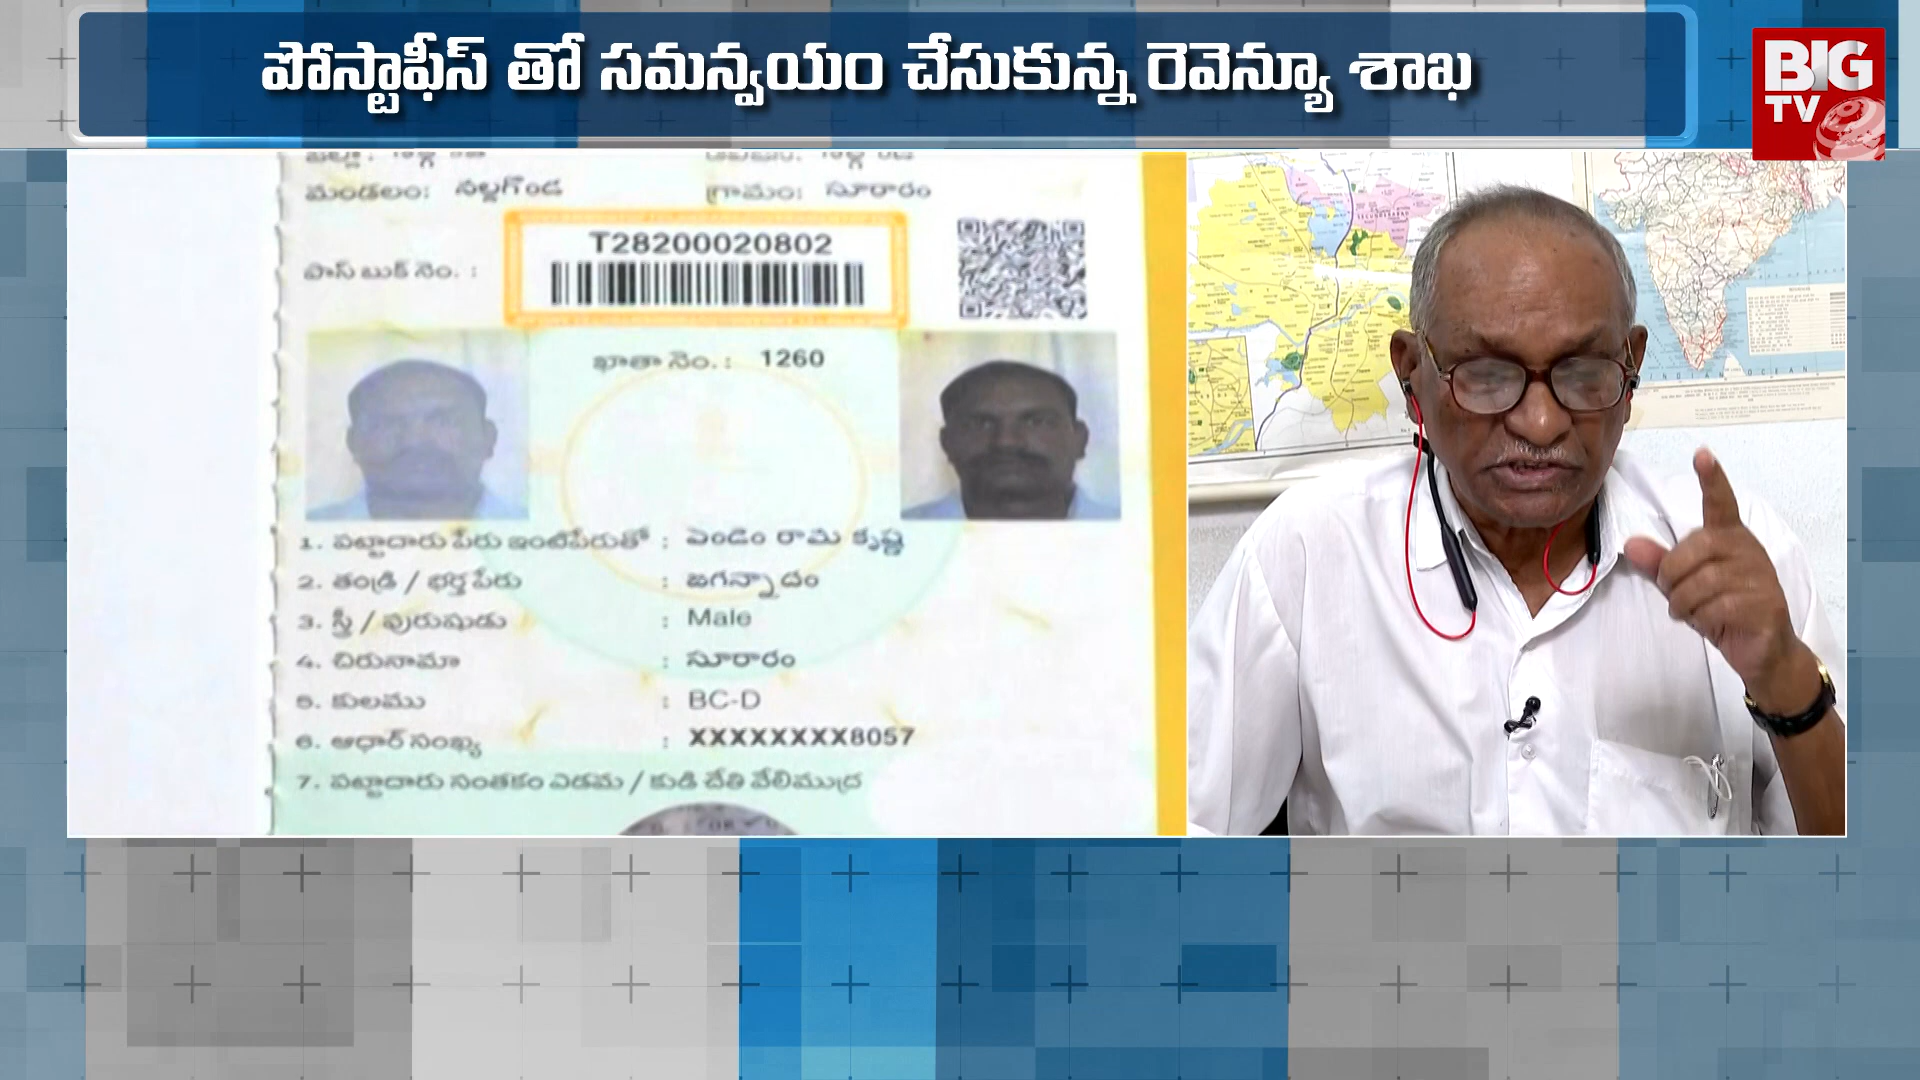 పోస్టాఫీస్ తో సమన్వయం చేసుకున్న రెవెన్యూ శాఖ
BIG
TV
మండలం: నల్లగొండ గ్రామం: సూరారం
T28200020802
పాస్ బుక్ నెం. :
ఖాతా నెం. : 1260
1. పట్టాదారు పేరు ఇంటిపేరుతో : ఎండం రామ కృష్ణ
2. తండ్రి / భర్త పేరు : జగన్నాదం
3. స్త్రీ / పురుషుడు : Male
4. చిరునామా : సూరారం
5. కులము : BC-D
6. ఆధార్ సంఖ్య : XXXXXXXX8057
7. పట్టాదారు సంతకం ఎడమ / కుడి చేతి వేలిముద్ర